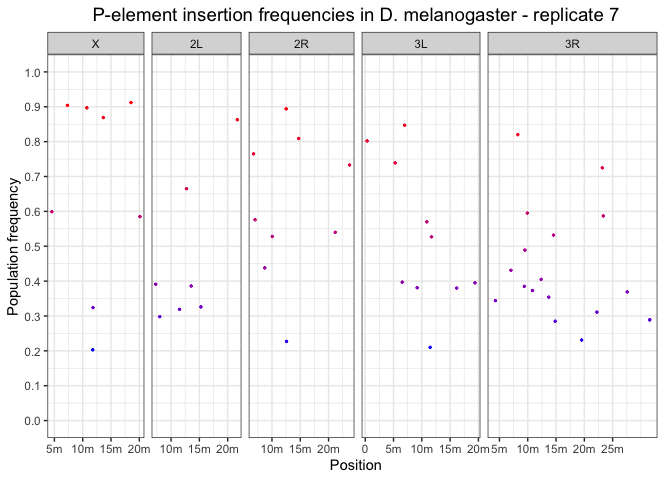 P-element insertion frequencies in D. melanogaster - replicate 7
X 2L 2R 3L 3R
Population frequency
1.0
0.9
0.8
0.7
0.6
0.5
0.4
0.3
0.2
0.1
0.0
5m 10m 15m 20m 10m 15m 20m 10m 15m 20m 0 5m 10m 15m 20m 5m 10m 15m 20m 25m
Position